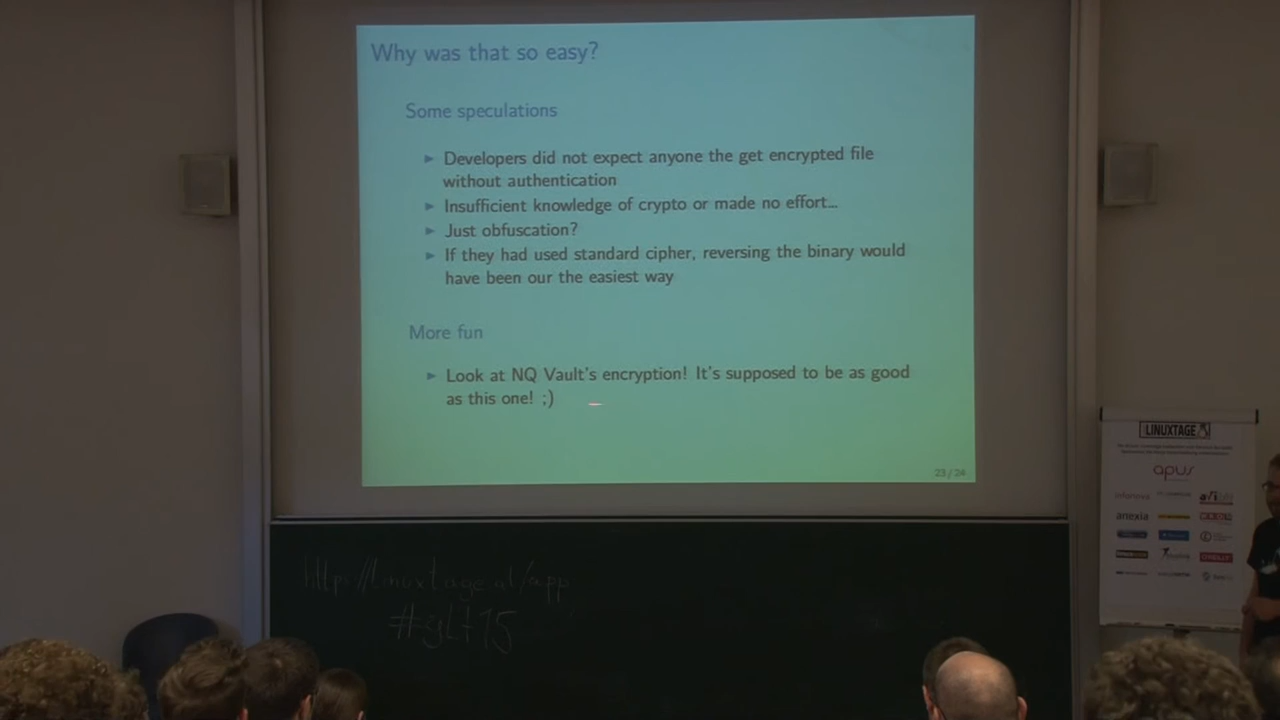 Why was that so easy?
Some speculations
Developers did not expect anyone the get encrypted file
without authentication
Insufficient knowledge of crypto or made no effort...
Just obfuscation?
If they had used standard cipher, reversing the binary would
have been our the easiest way
More fun
Look at NQ Vault's encryption! It's supposed to be as good
as this one! ;)
23 / 24
http://linuxtage.at/app
#glt15
LINUXTAGE
apus
anexia